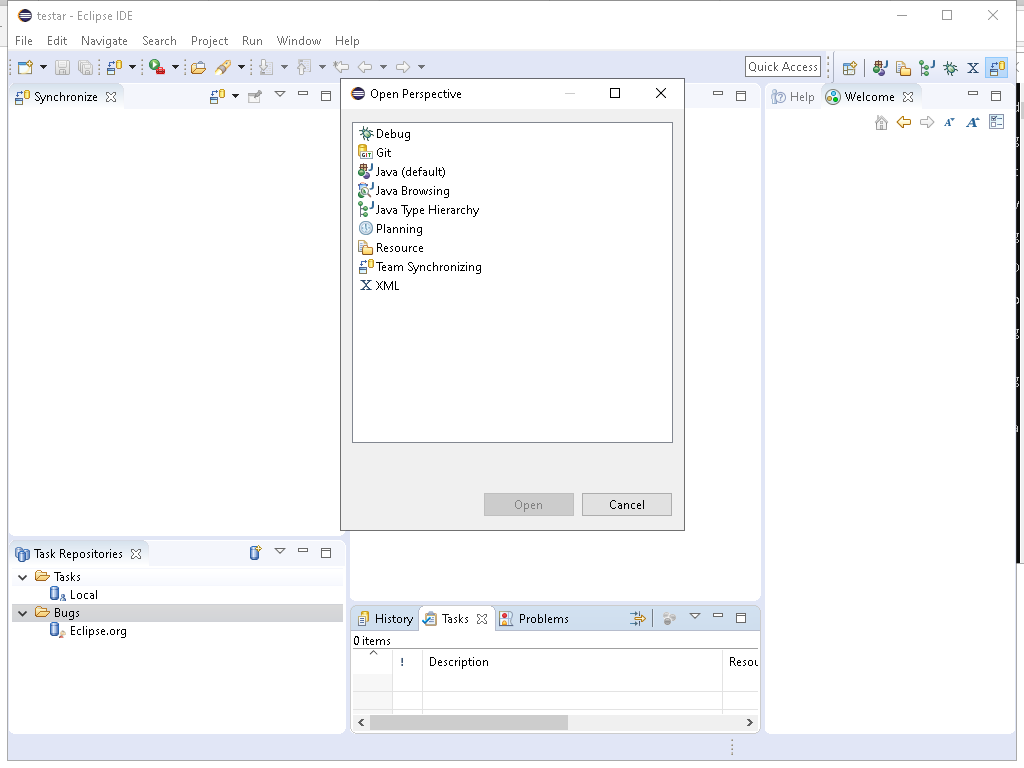 testar - Eclipse IDE
File Edit Navigate Search Project Run Window Help
Quick Access
Synchronize
Help Welcome
Open Perspective
Debug
Git
Java (default)
Java Browsing
Java Type Hierarchy
Planning
Resource
Team Synchronizing
XML
Open Cancel
Task Repositories
Tasks
Local
Bugs
Eclipse.org
History Tasks Problems
0 items
! Description Resou